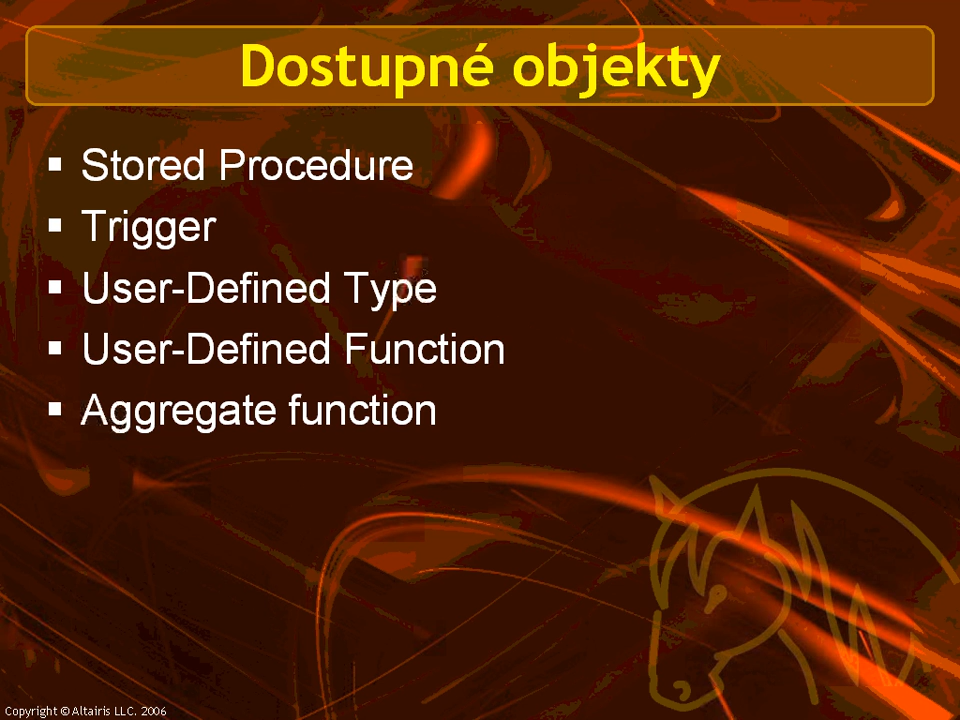 Dostupné objekty
▪ Stored Procedure
▪ Trigger
▪ User-Defined Type
▪ User-Defined Function
▪ Aggregate function
Copyright © Altairis LLC. 2006